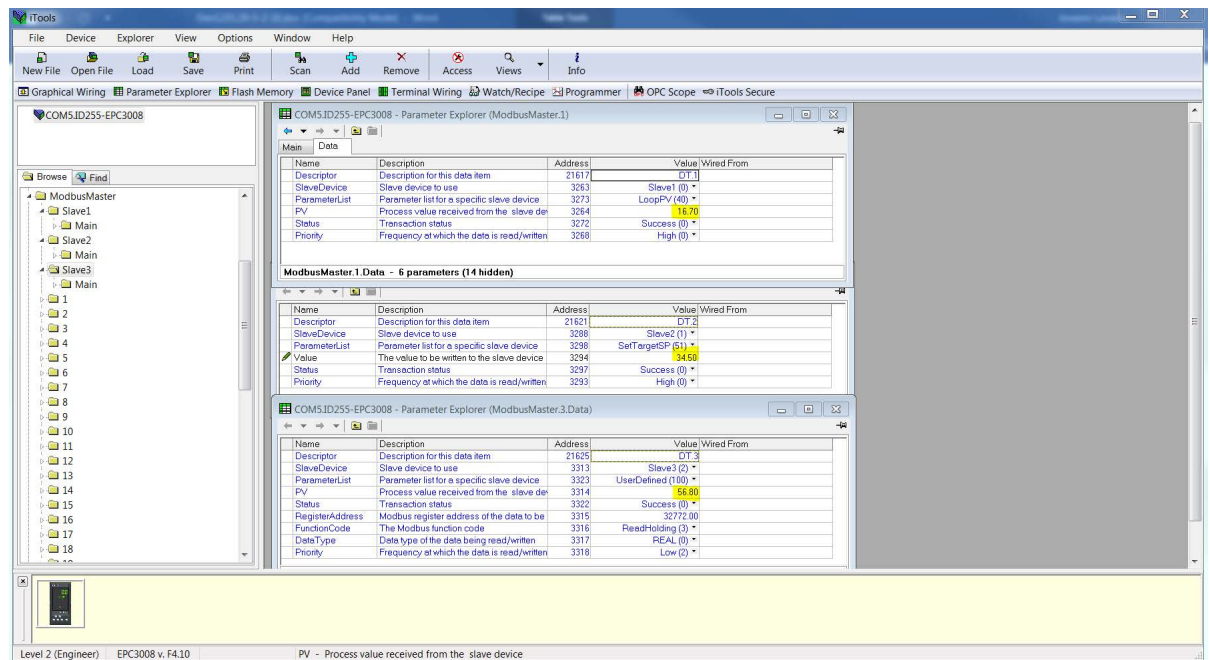 iTools
File Device Explorer View Options Window Help
New File Open File Load Save Print Scan Add Remove Access Views Info
Graphical Wiring Parameter Explorer Flash Memory Device Panel Terminal Wiring Watch/Recipe Programmer OPC Scope iTools Secure
COM5.ID255-EPC3008
Browse Find
ModbusMaster
Slave1
Main
Slave2
Main
Slave3
Main
1
2
3
4
5
6
7
8
9
10
11
12
13
14
15
16
17
18
COM5.ID255-EPC3008 - Parameter Explorer (ModbusMaster.1)
Main Data
Name Description Address Value Wired From
Descriptor Description for this data item 21617 DT.1
SlaveDevice Slave device to use 3263 Slave1 (0)
ParameterList Parameter list for a specific slave device 3273 LoopPV (40)
PV Process value received from the slave dev 3264 16.70
Status Transaction status 3272 Success (0)
Priority Frequency at which the data is read/written 3268 High (0)
ModbusMaster.1.Data - 6 parameters (14 hidden)
Name Description Address Value Wired From
Descriptor Description for this data item 21621 DT.2
SlaveDevice Slave device to use 3288 Slave2 (1)
ParameterList Parameter list for a specific slave device 3298 SetTargetSP (51)
Value The value to be written to the slave device 3294 34.50
Status Transaction status 3297 Success (0)
Priority Frequency at which the data is read/written 3293 High (0)
COM5.ID255-EPC3008 - Parameter Explorer (ModbusMaster.3.Data)
Name Description Address Value Wired From
Descriptor Description for this data item 21625 DT.3
SlaveDevice Slave device to use 3313 Slave3 (2)
ParameterList Parameter list for a specific slave device 3323 UserDefined (100)
PV Process value received from the slave dev 3314 56.80
Status Transaction status 3322 Success (0)
RegisterAddress Modbus register address of the data to be 3315 32772.00
FunctionCode The Modbus function code 3316 ReadHolding (3)
DataType Data type of the data being read/written 3317 REAL (0)
Priority Frequency at which the data is read/written 3318 Low (2)
Level 2 (Engineer) EPC3008 v. F4.10 PV - Process value received from the slave device